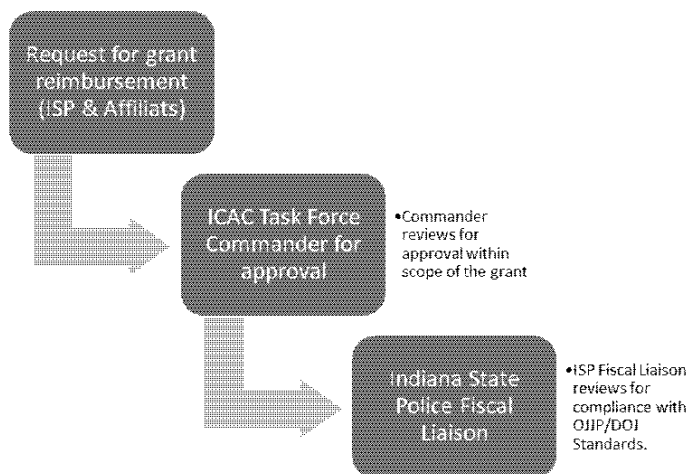 Request for grant
reimbursement
(ISP & Affiliats)
ICAC Task Force
Commander for
approval
•Commander
reviews for
approval within
scope of the grant
Indiana State
Police Fiscal
Liaison
•ISP Fiscal Liaison
reviews for
compliance with
OJJP/DOJ
Standards.